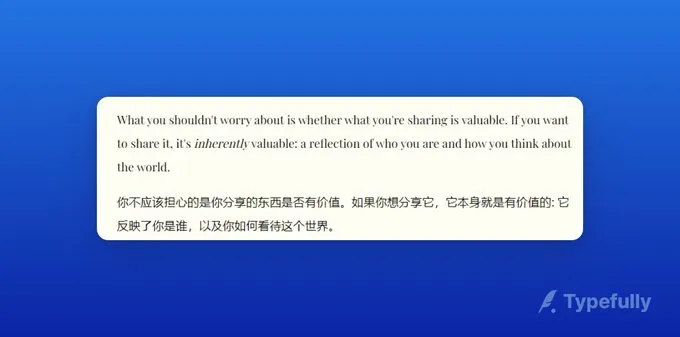 What you shouldn't worry about is whether what you're sharing is valuable. If you want
to share it, it's inherently valuable: a reflection of who you are and how you think about
the world.
你不应该担心的是你分享的东西是否有价值。如果你想分享它，它本身就是有价值的: 它
反映了你是谁，以及你如何看待这个世界。
Typefully